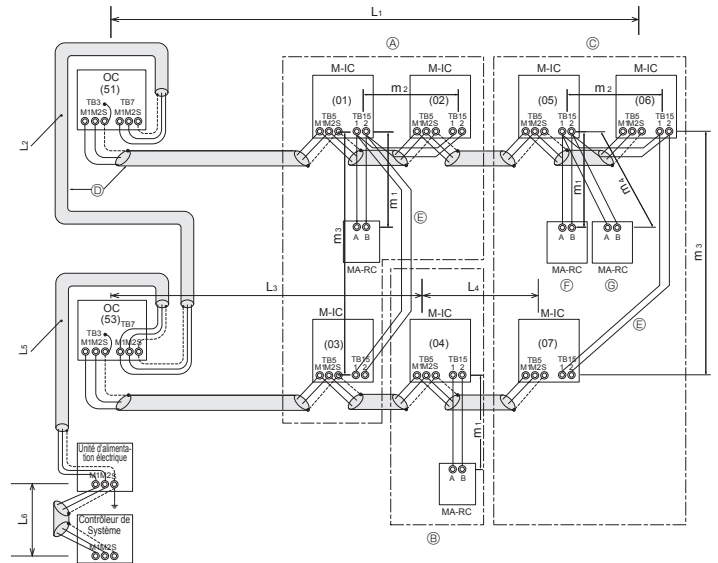 L1
Ⓐ
Ⓒ
OC
(51)
TB3 TB7
M1M2S M1M2S
M-IC
(01)
TB5 TB15
M1M2S 1 2
m2
M-IC
(02)
TB5 TB15
M1M2S 1 2
M-IC
(05)
TB5 TB15
M1M2S 1 2
m2
M-IC
(06)
TB5 TB15
M1M2S 1 2
L2
Ⓓ
m3
m1
Ⓔ
A B
MA-RC
m1
m4
A B
MA-RC
Ⓕ
A B
MA-RC
Ⓖ
m3
Ⓔ
L3
L4
L5
OC
(53)
TB3 TB7
M1M2S M1M2S
M-IC
(03)
TB5 TB15
M1M2S 1 2
M-IC
(04)
TB5 TB15
M1M2S 1 2
M-IC
(07)
TB5 TB15
M1M2S 1 2
m1
A B
MA-RC
Ⓑ
Unité d'alimenta-
tion électrique
M1M2S
L6
Contrôleur de
Système
M1M2S